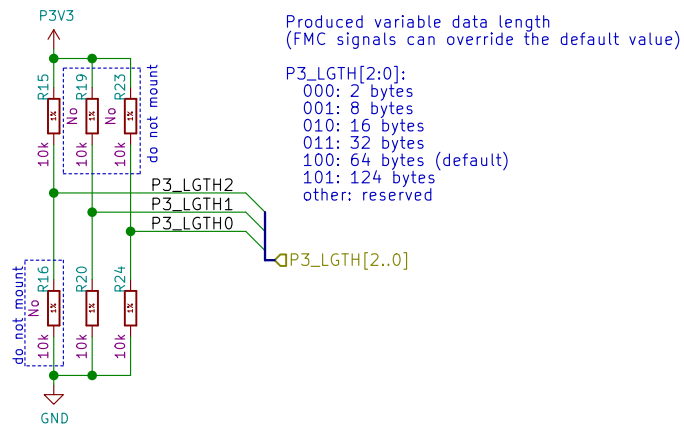 P3V3
Produced variable data length
(FMC signals can override the default value)
P3_LGTH[2:0]:
000: 2 bytes
001: 8 bytes
010: 16 bytes
011: 32 bytes
100: 64 bytes (default)
101: 124 bytes
other: reserved
R15
1%
10k
R19
No
1%
10k
R23
No
1%
10k
do not mount
P3_LGTH2
P3_LGTH1
P3_LGTH0
P3_LGTH[2..0]
do not mount
R16
No
1%
10k
R20
1%
10k
R24
1%
10k
GND